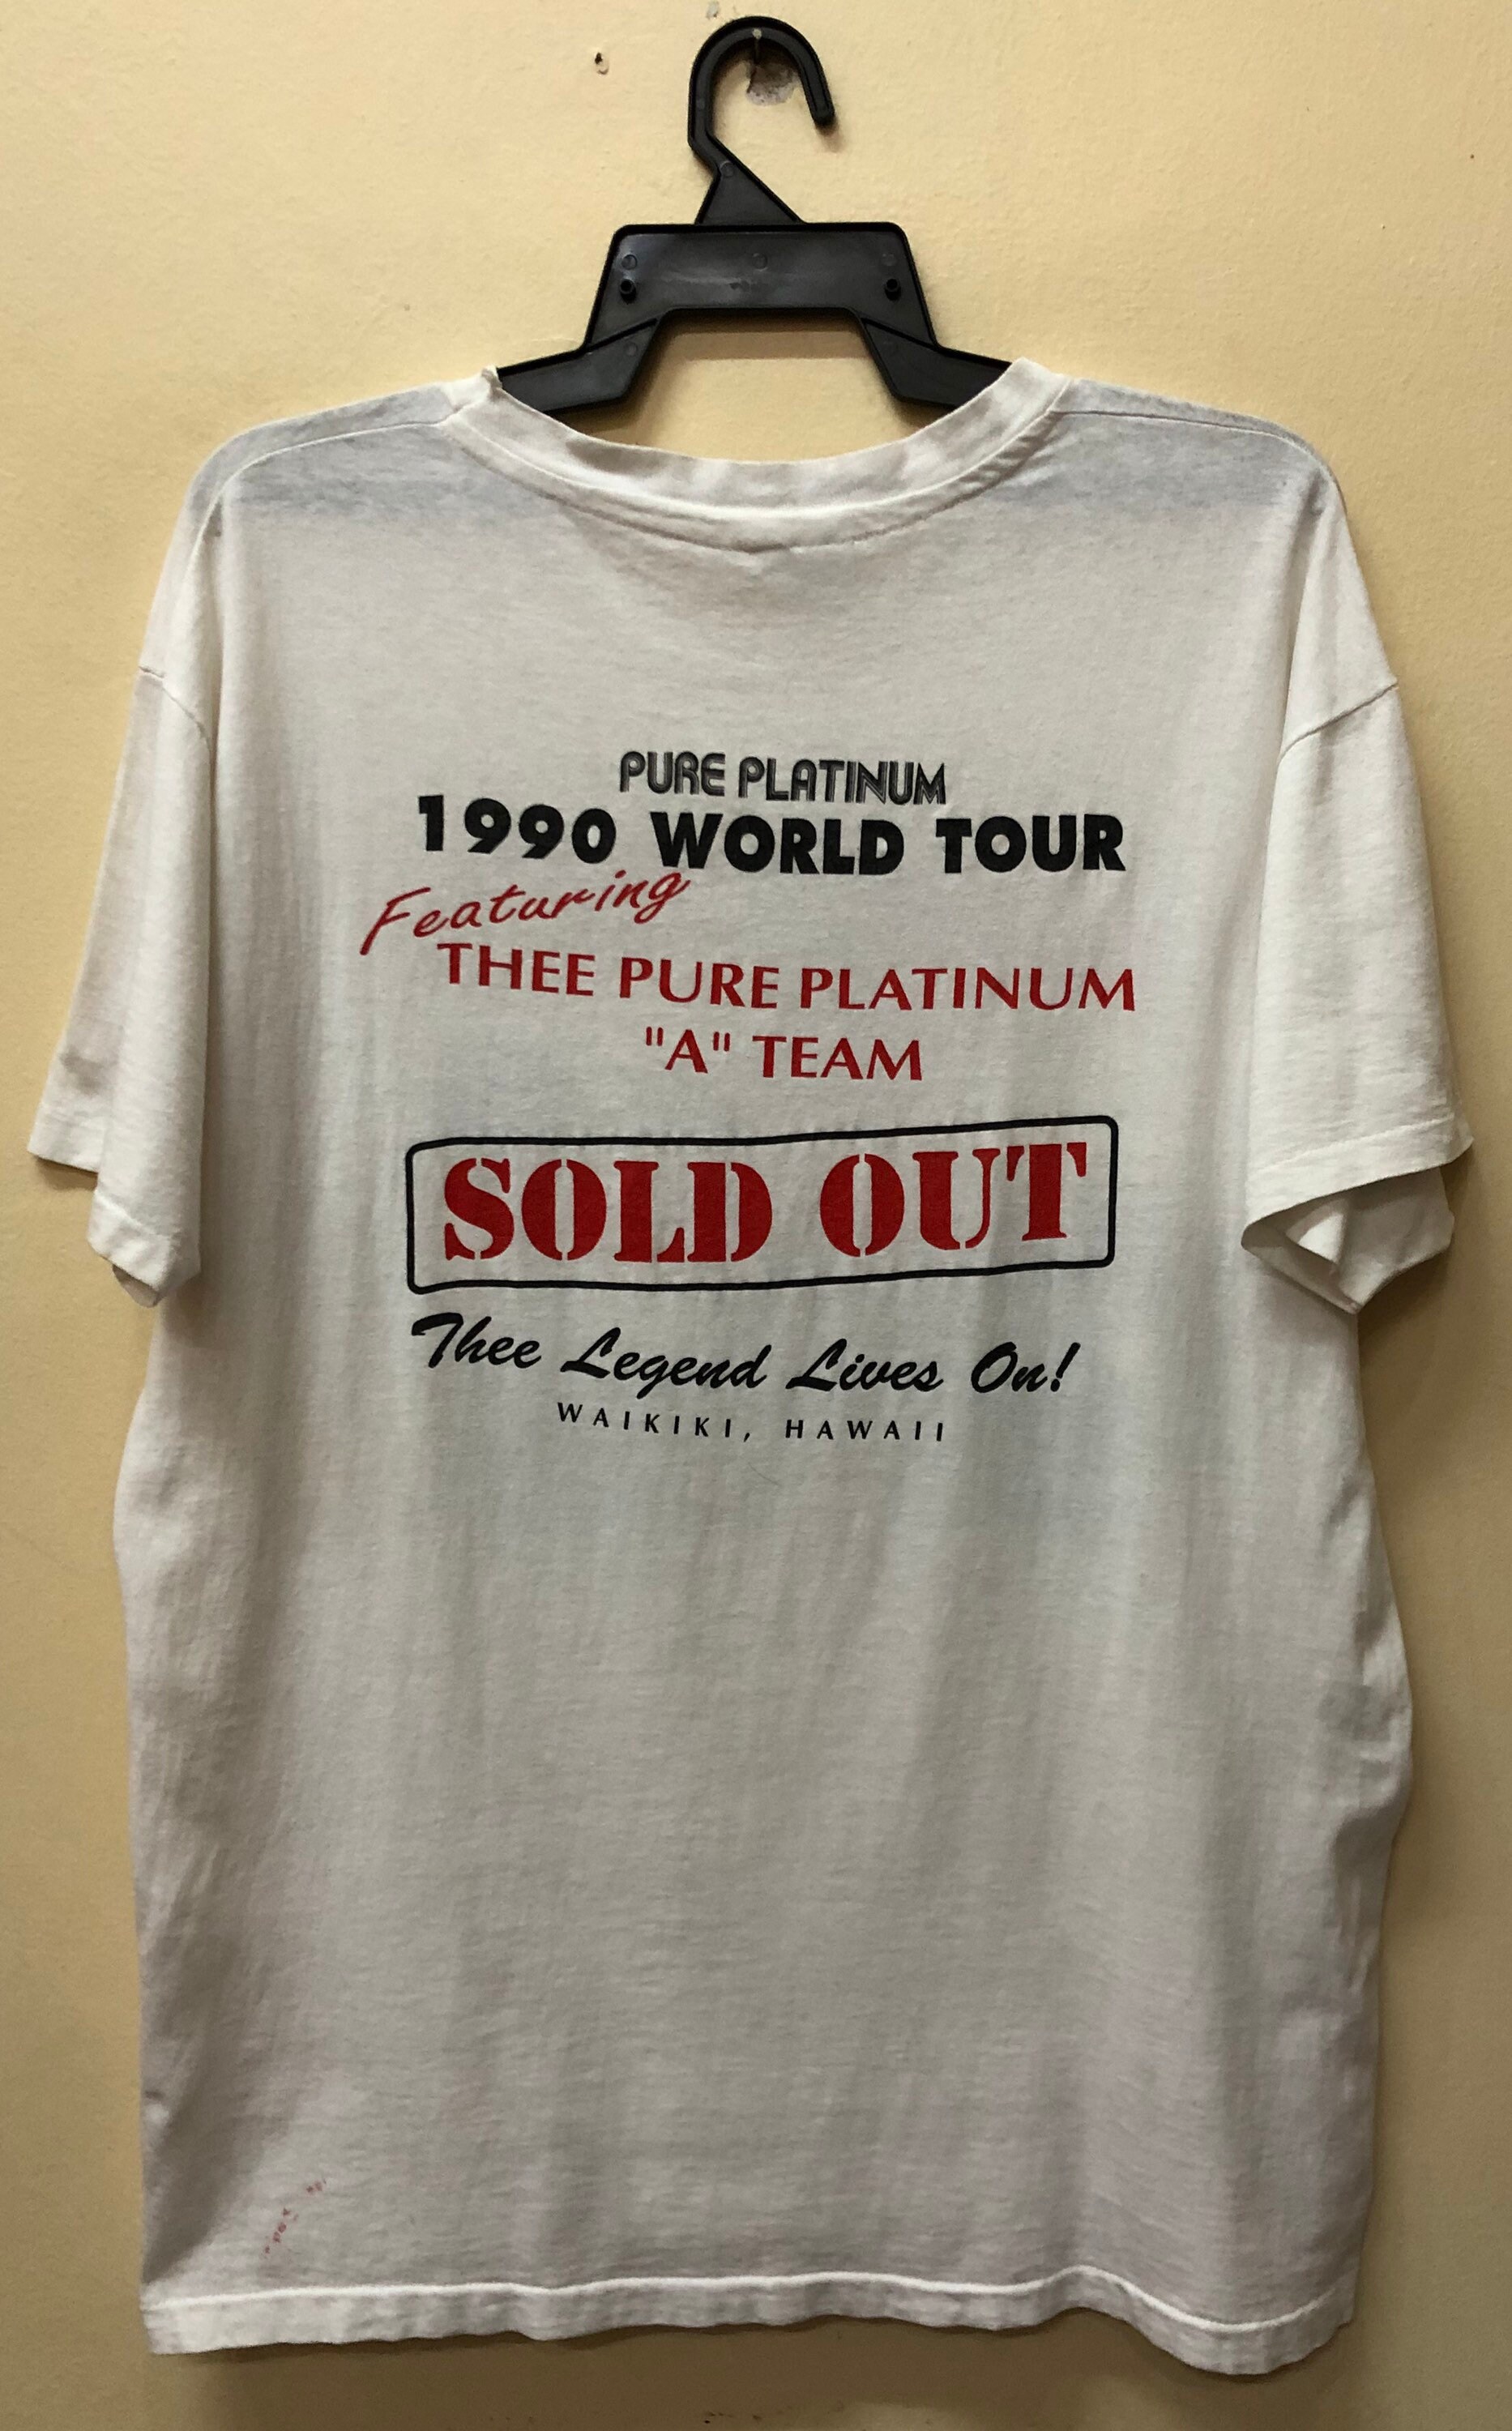 PURE PLATINUM
1990 WORLD TOUR
Featuring
THEE PURE PLATINUM
"A" TEAM
SOLD OUT
Thee Legend Lives On!
WAIKIKI, HAWAII